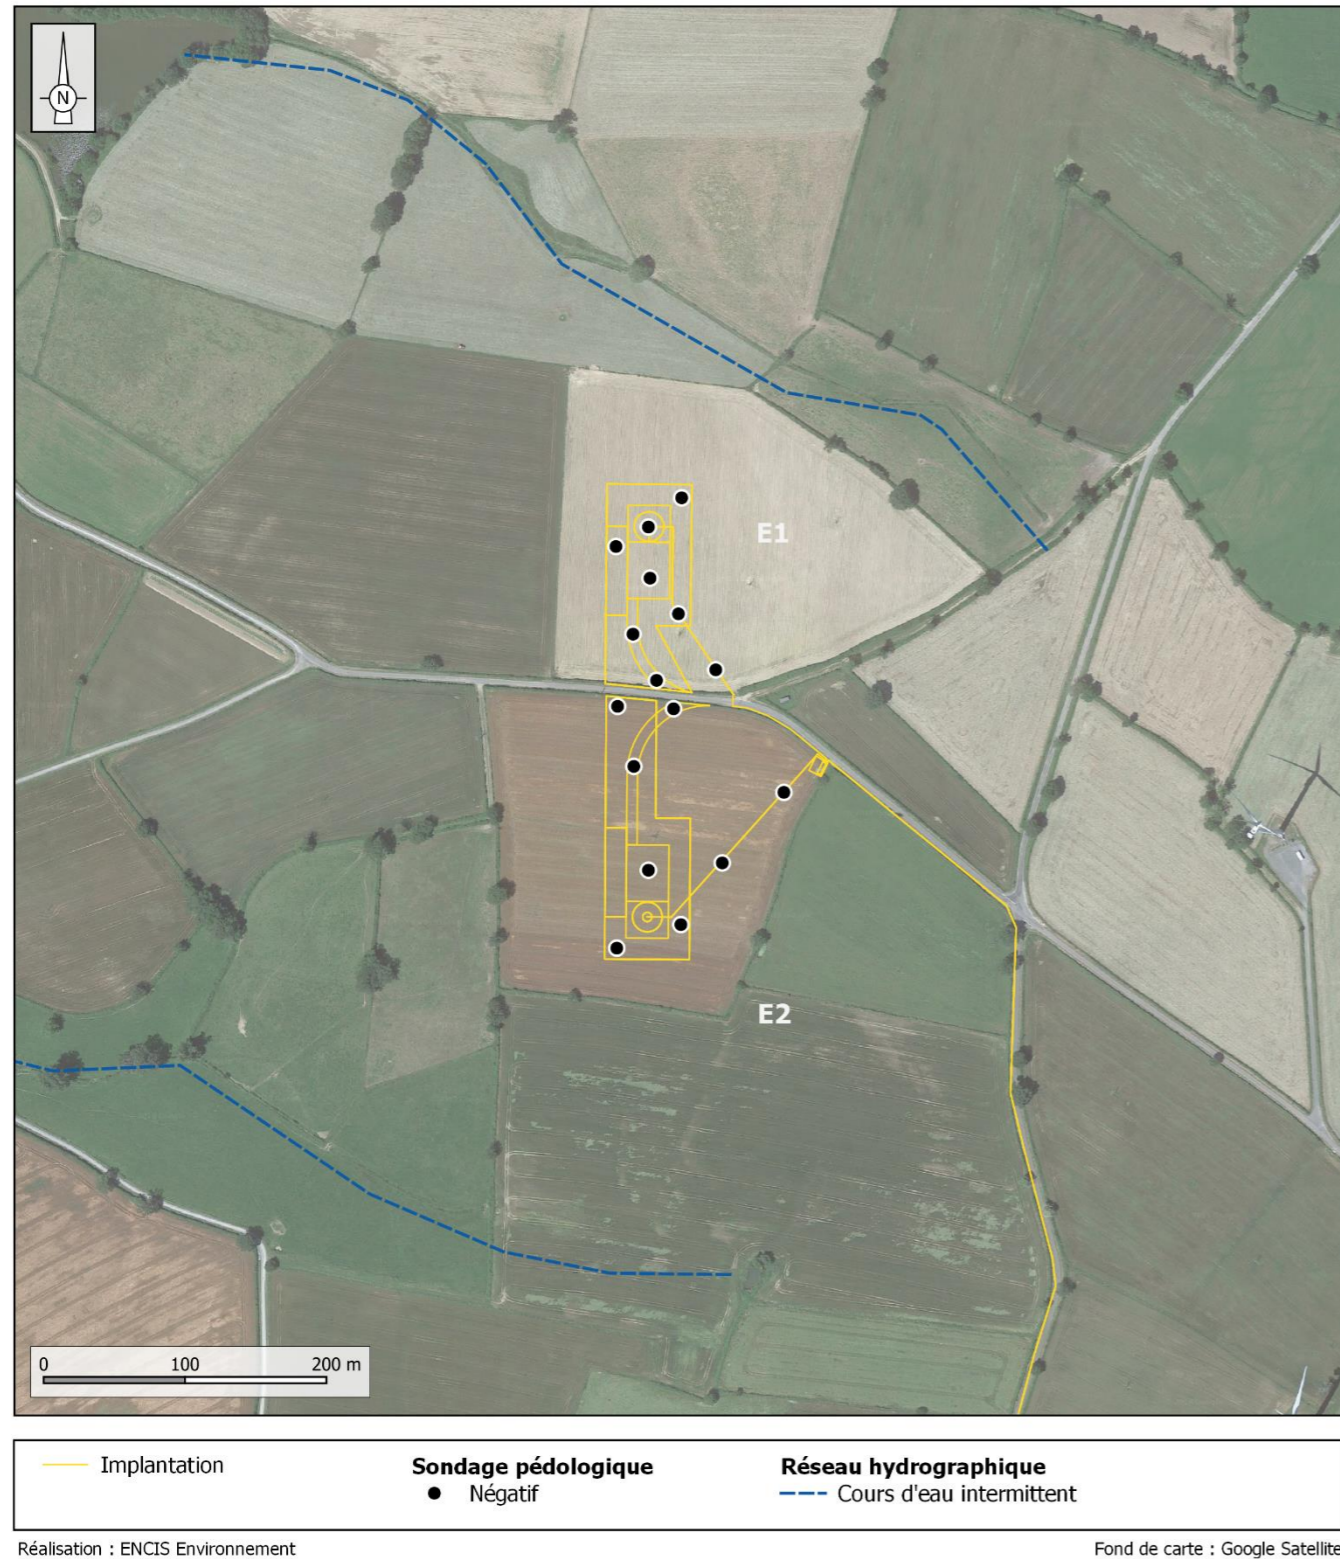 N
E1
E2
0 100 200 m
Implantation
Sondage pédologique
Négatif
Réseau hydrographique
Cours d'eau intermittent
Réalisation : ENCIS Environnement
Fond de carte : Google Satellite